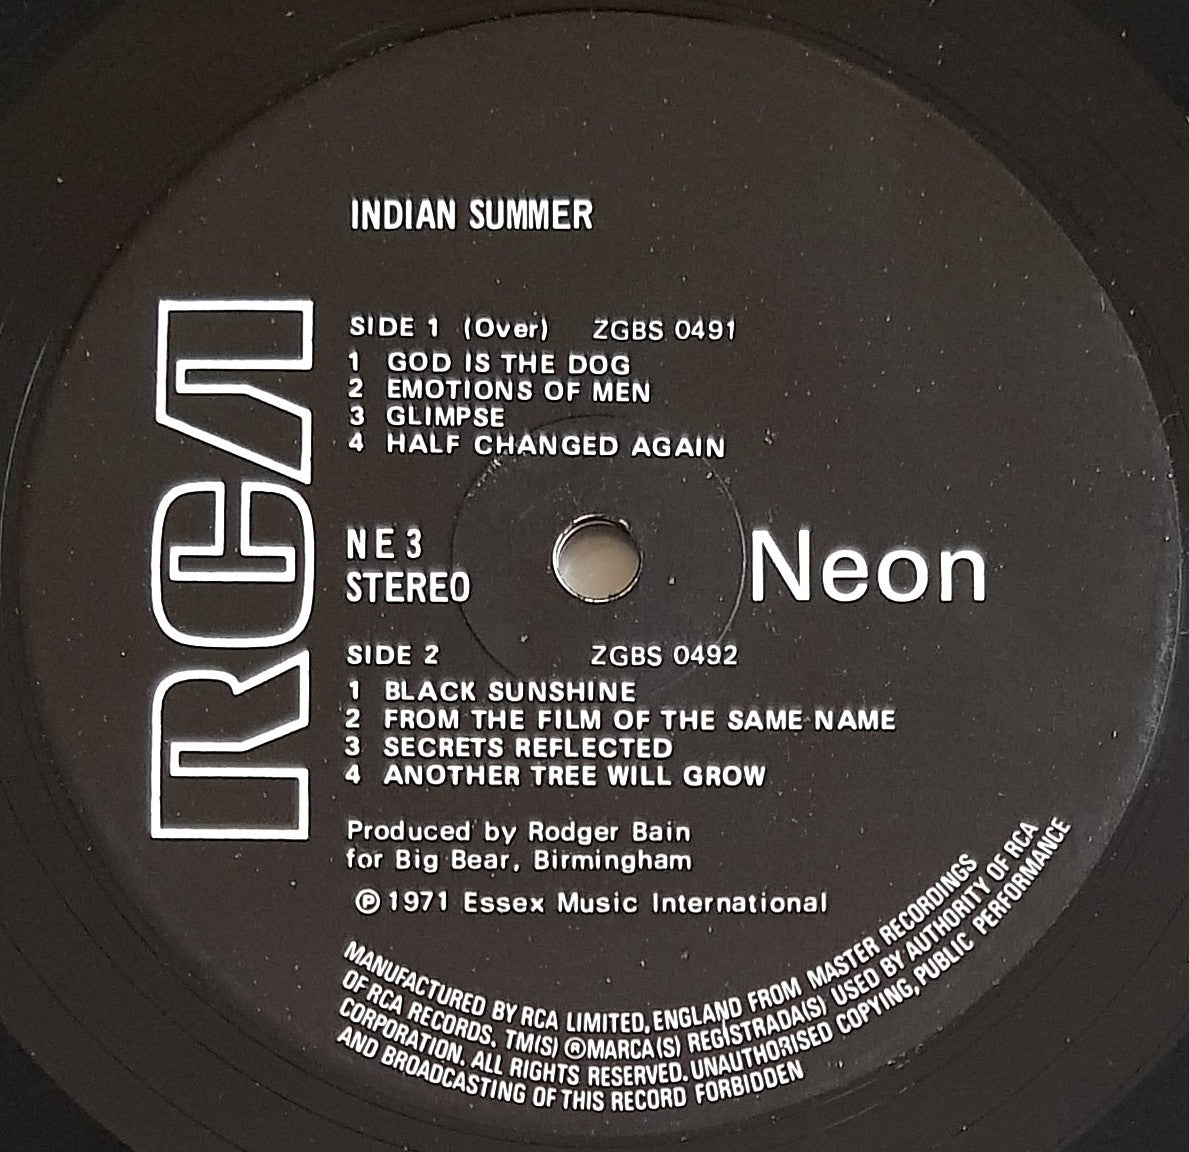 INDIAN SUMMER
RCA
SIDE 1 (Over) ZGBS 0491
1 GOD IS THE DOG
2 EMOTIONS OF MEN
3 GLIMPSE
4 HALF CHANGED AGAIN
NE 3
STEREO
Neon
SIDE 2 ZGBS 0492
1 BLACK SUNSHINE
2 FROM THE FILM OF THE SAME NAME
3 SECRETS REFLECTED
4 ANOTHER TREE WILL GROW
Produced by Rodger Bain
for Big Bear, Birmingham
℗ 1971 Essex Music International
MANUFACTURED BY RCA LIMITED, ENGLAND FROM MASTER RECORDINGS
OF RCA RECORDS. TM(S) ® MARCA(S) REGISTRADA(S) USED BY AUTHORITY OF RCA
CORPORATION. ALL RIGHTS RESERVED. UNAUTHORISED COPYING, PUBLIC PERFORMANCE
AND BROADCASTING OF THIS RECORD FORBIDDEN